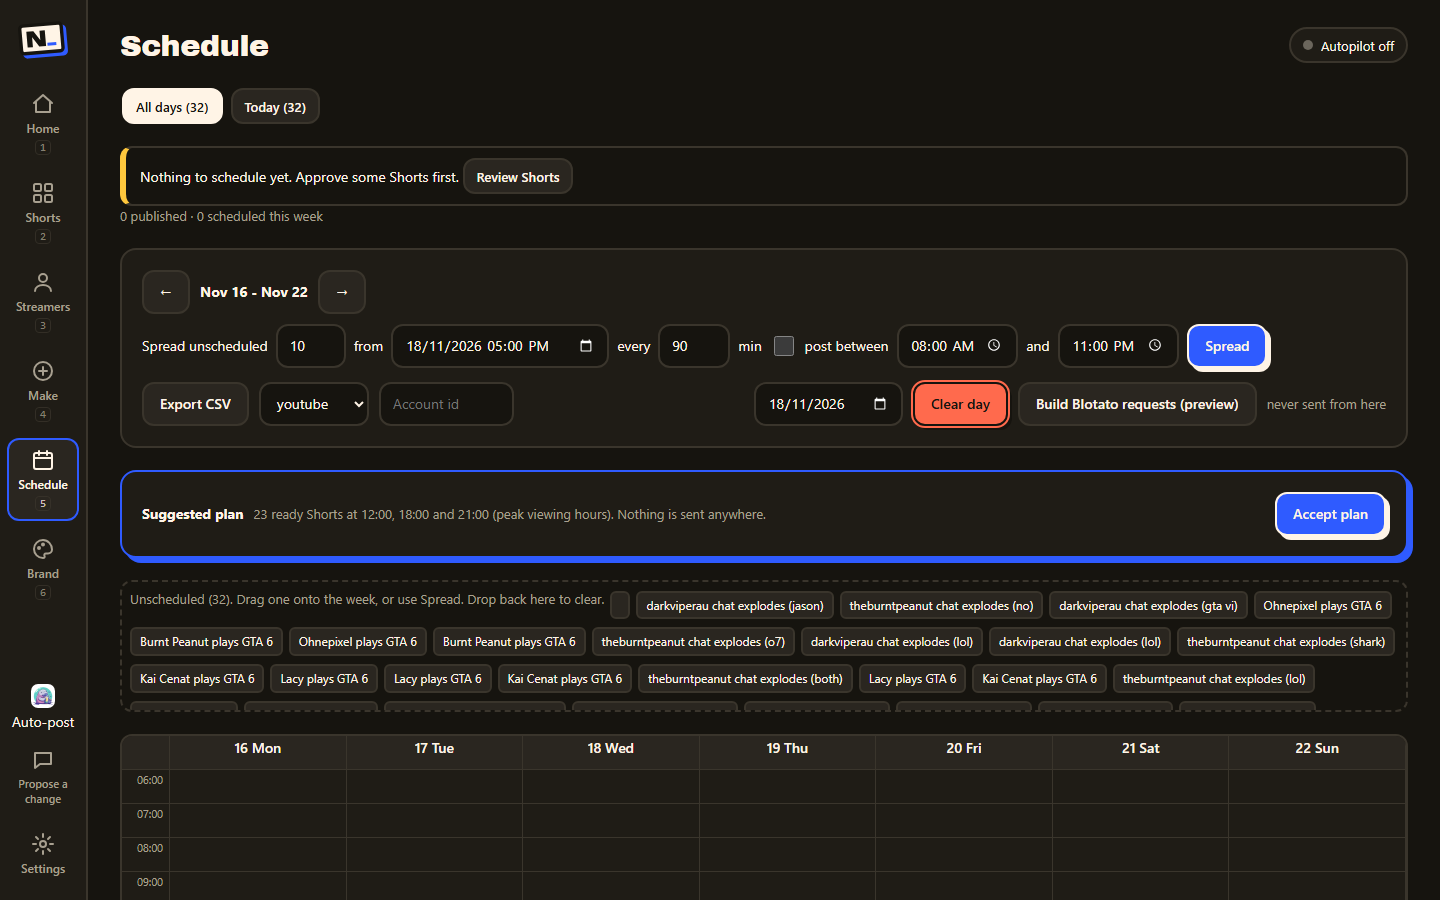 N_
Schedule
Autopilot off
All days (32)
Today (32)
Nothing to schedule yet. Approve some Shorts first. Review Shorts
0 published · 0 scheduled this week
← Nov 16 - Nov 22 →
Spread unscheduled 10 from 18/11/2026 05:00 PM every 90 min post between 08:00 AM and 11:00 PM Spread
Export CSV youtube Account id 18/11/2026 Clear day Build Blotato requests (preview) never sent from here
Suggested plan 23 ready Shorts at 12:00, 18:00 and 21:00 (peak viewing hours). Nothing is sent anywhere. Accept plan
Unscheduled (32). Drag one onto the week, or use Spread. Drop back here to clear. darkviperau chat explodes (jason) theburntpeanut chat explodes (no) darkviperau chat explodes (gta vi) Ohnepixel plays GTA 6
Burnt Peanut plays GTA 6 Ohnepixel plays GTA 6 Burnt Peanut plays GTA 6 theburntpeanut chat explodes (o7) darkviperau chat explodes (lol) darkviperau chat explodes (lol) theburntpeanut chat explodes (shark)
Kai Cenat plays GTA 6 Lacy plays GTA 6 Lacy plays GTA 6 Kai Cenat plays GTA 6 theburntpeanut chat explodes (both) Lacy plays GTA 6 Kai Cenat plays GTA 6 theburntpeanut chat explodes (lol)
16 Mon 17 Tue 18 Wed 19 Thu 20 Fri 21 Sat 22 Sun
06:00
07:00
08:00
09:00
Home
1
Shorts
2
Streamers
3
Make
4
Schedule
5
Brand
6
Auto-post
Propose a
change
Settings